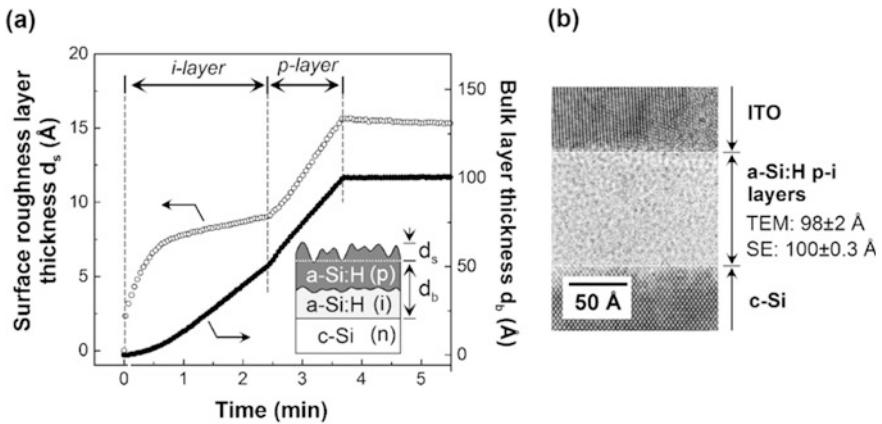 (a)
20
15
10
5
0
Surface roughness layer
thickness dₛ (Å)
i-layer
p-layer
150
100
50
0
Bulk layer thickness d_b (Å)
dₛ
a-Si:H (p)
d_b
a-Si:H (i)
c-Si (n)
0 1 2 3 4 5
Time (min)
(b)
ITO
a-Si:H p-i
layers
TEM: 98±2 Å
SE: 100±0.3 Å
50 Å
c-Si